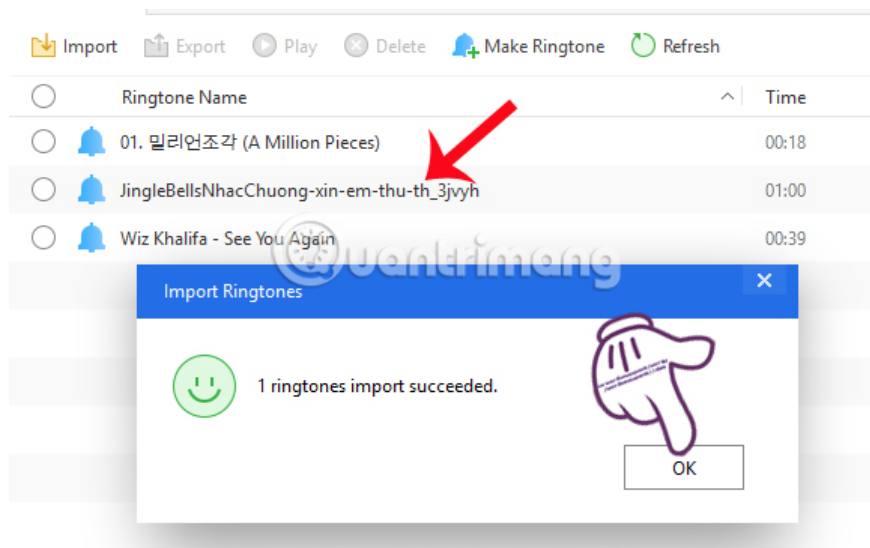 Import Export Play Delete Make Ringtone Refresh
Ringtone Name Time
01. 밀리언조각 (A Million Pieces) 00:18
JingleBellsNhacChuong-xin-em-thu-th_3jvyh 01:00
Wiz Khalifa - See You Again 00:39
Quantrimang
Import Ringtones
1 ringtones import succeeded.
OK